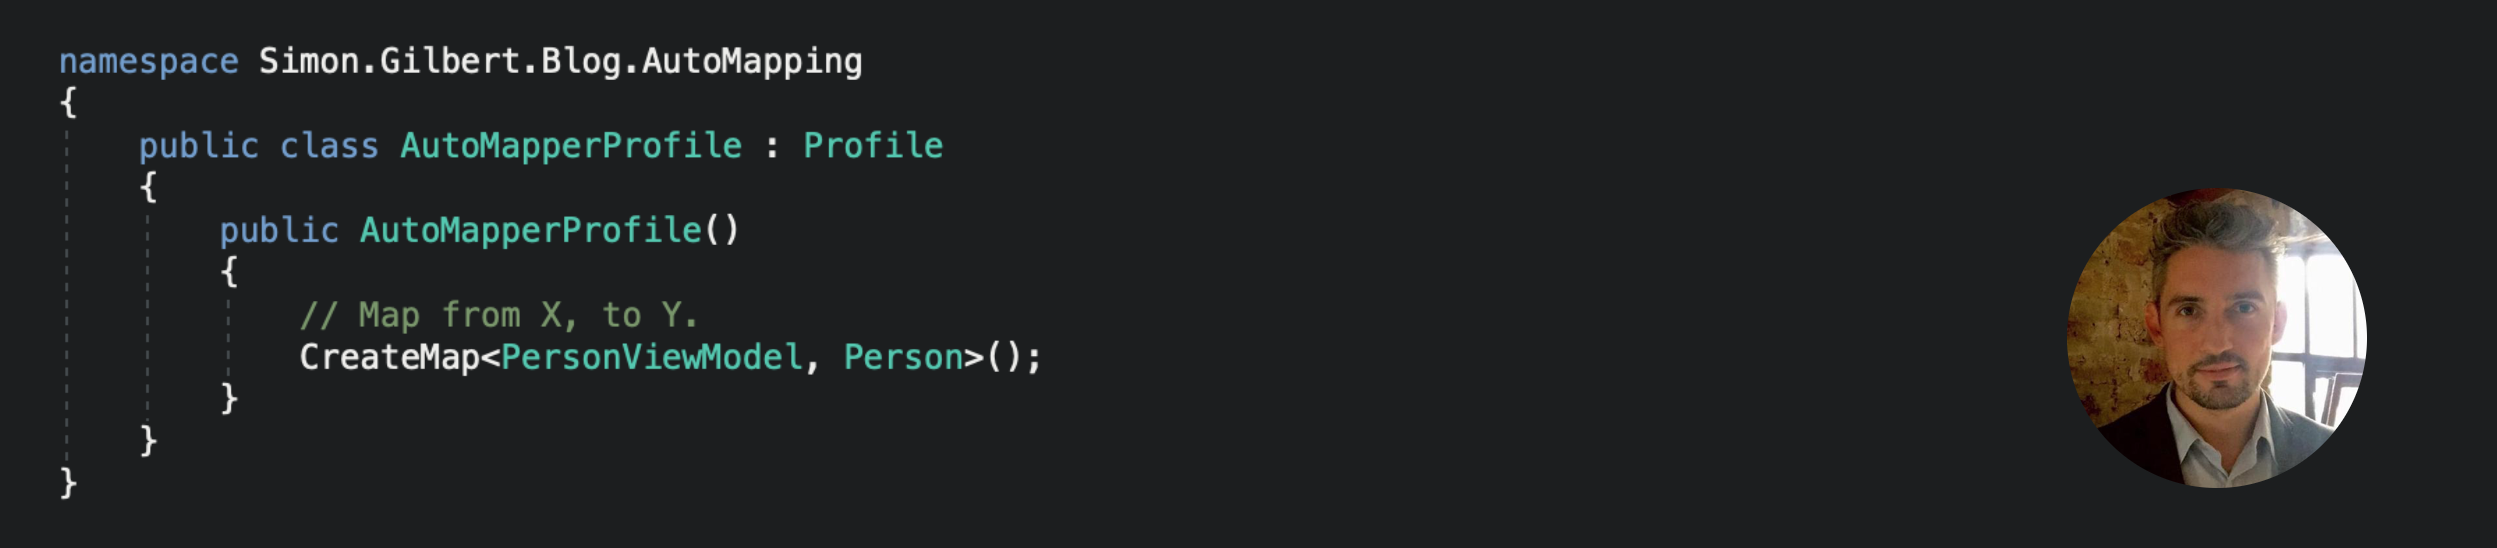 namespace Simon.Gilbert.Blog.AutoMapping
{
    public class AutoMapperProfile : Profile
    {
        public AutoMapperProfile()
        {
            // Map from X, to Y.
            CreateMap<PersonViewModel, Person>();
        }
    }
}